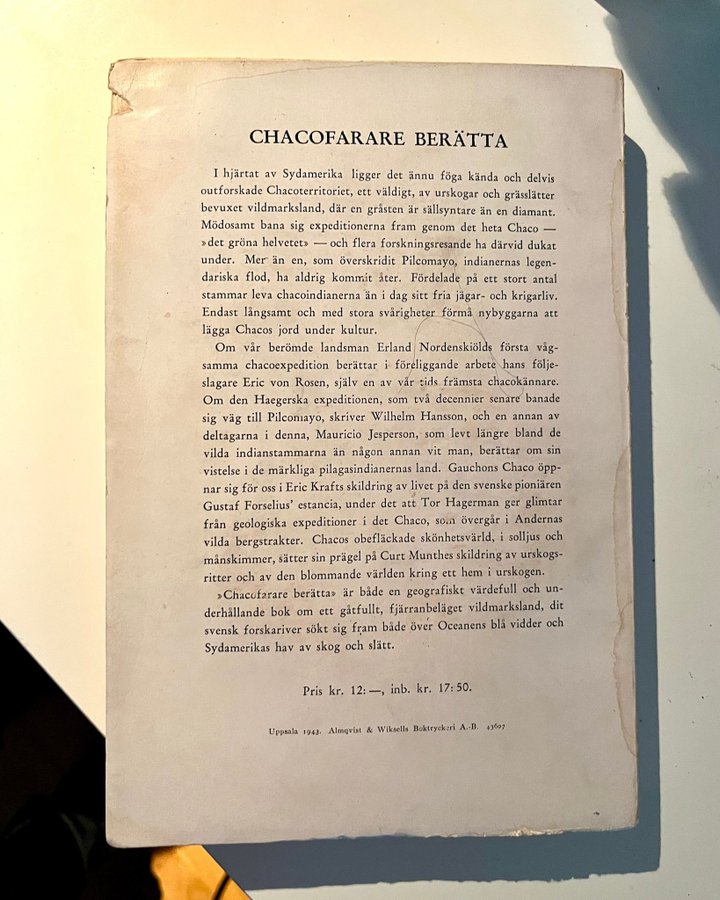 CHACOFARARE BERÄTTA
I hjärtat av Sydamerika ligger det ännu föga kända och delvis
outforskade Chacoterritoriet, ett väldigt, av urskogar och grässlätter
bevuxet vildmarksland, där en gråsten är sällsyntare än en diamant.
Mödosamt bana sig expeditionerna fram genom det heta Chaco —
»det gröna helvetet» — och flera forskningsresande ha därvid dukat
under. Mer än en, som överskridit Pilcomayo, indianernas legen-
dariska flod, ha aldrig kommit åter. Fördelade på ett stort antal
stammar leva chacoindianerna än i dag sitt fria jägar- och krigarliv.
Endast långsamt och med stora svårigheter förmå nybyggarna att
lägga Chacos jord under kultur.
Om vår berömde landsman Erland Nordenskiölds första våg-
samma chacoexpedition berättar i föreliggande arbete hans följe-
slagare Eric von Rosen, själv en av vår tids främsta chacokännare.
Om den Haegerska expeditionen, som två decennier senare banade
sig väg till Pilcomayo, skriver Wilhelm Hansson, och en annan av
deltagarna i denna, Mauricio Jesperson, som levt längre bland de
vilda indianstammarna än någon annan vit man, berättar om sin
vistelse i de märkliga pilagasindianernas land. Gauchons Chaco öpp-
nar sig för oss i Eric Krafts skildring av livet på den svenske pioniären
Gustaf Forselius' estancia, under det att Tor Hagerman ger glimtar
från geologiska expeditioner i det Chaco, som övergår i Andernas
vilda bergstrakter. Chacos obefläckade skönhetsvärld, i solljus och
månskimmer, sätter sin prägel på Curt Munthes skildring av urskogs-
ritter och av den blommande världen kring ett hem i urskogen.
»Chacofarare berätta» är både en geografiskt värdefull och un-
derhållande bok om ett gåtfullt, fjärranbeläget vildmarksland, dit
svensk forskariver sökt sig fram både över Oceanens blå vidder och
Sydamerikas hav av skog och slätt.
Pris kr. 12:—, inb. kr. 17:50.
Uppsala 1943. Almqvist & Wiksells Boktryckeri A.-B. 43607